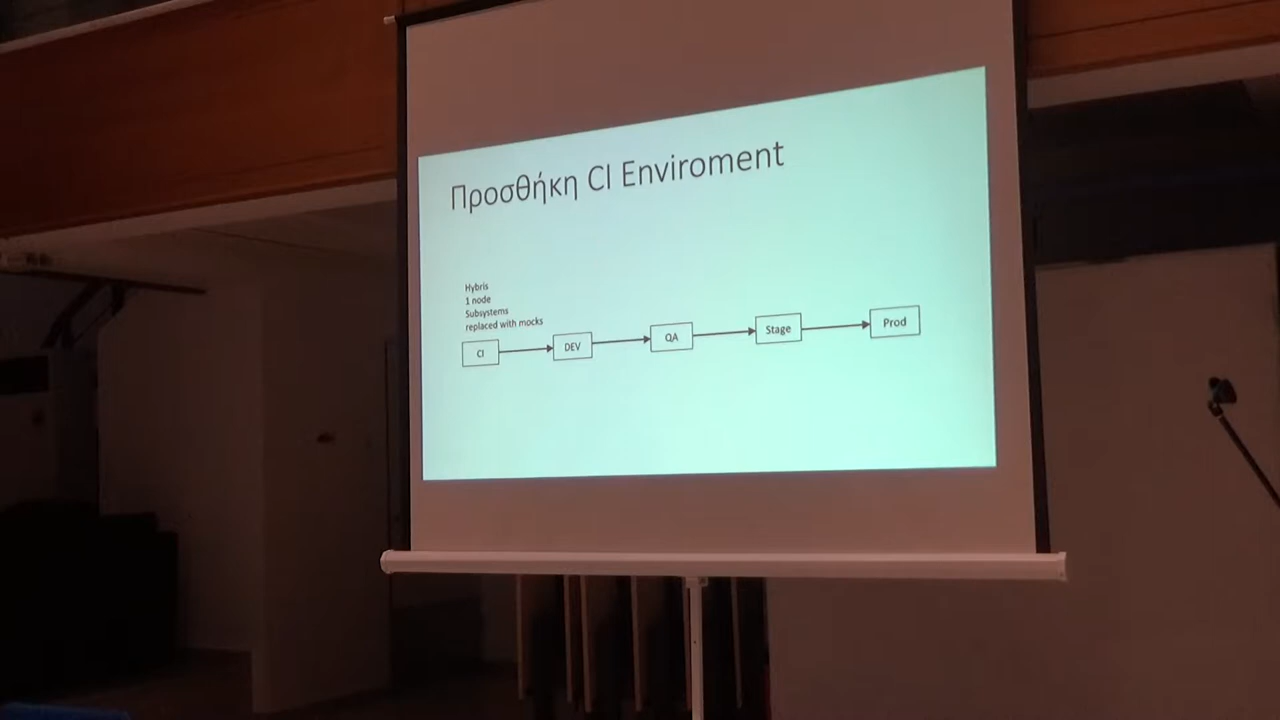 Προσθήκη CI Enviroment
Hybris
1 node
Subsystems
replaced with mocks
CI
DEV
QA
Stage
Prod